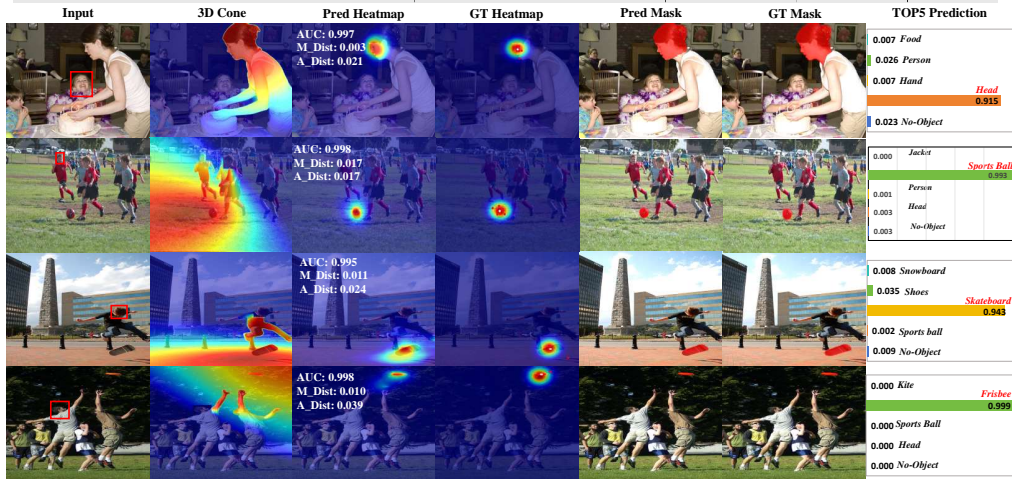 Input 3D Cone Pred Heatmap GT Heatmap Pred Mask GT Mask TOP5 Prediction
AUC: 0.997
M_Dist: 0.003
A_Dist: 0.021
0.007 Food
0.026 Person
0.007 Hand
Head
0.915
0.023 No-Object
AUC: 0.998
M_Dist: 0.017
A_Dist: 0.017
0.000 Jacket
Sports Ball
0.993
0.001 Person
0.003 Head
0.003 No-Object
AUC: 0.995
M_Dist: 0.011
A_Dist: 0.024
0.008 Snowboard
0.035 Shoes
Skateboard
0.943
0.002 Sports ball
0.009 No-Object
AUC: 0.998
M_Dist: 0.010
A_Dist: 0.039
0.000 Kite
Frisbee
0.999
0.000 Sports Ball
0.000 Head
0.000 No-Object